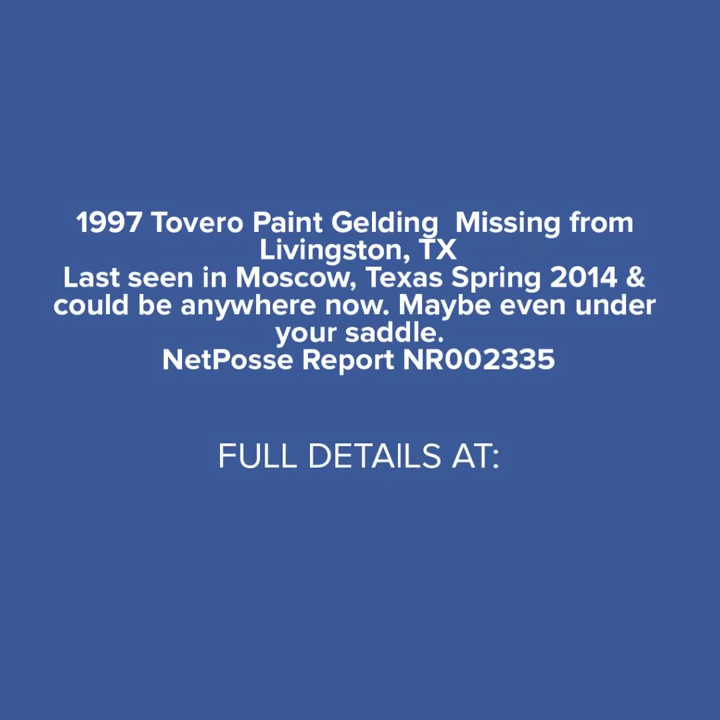 1997 Tovero Paint Gelding  Missing from
Livingston, TX
Last seen in Moscow, Texas Spring 2014 &
could be anywhere now. Maybe even under
your saddle.
NetPosse Report NR002335
FULL DETAILS AT: